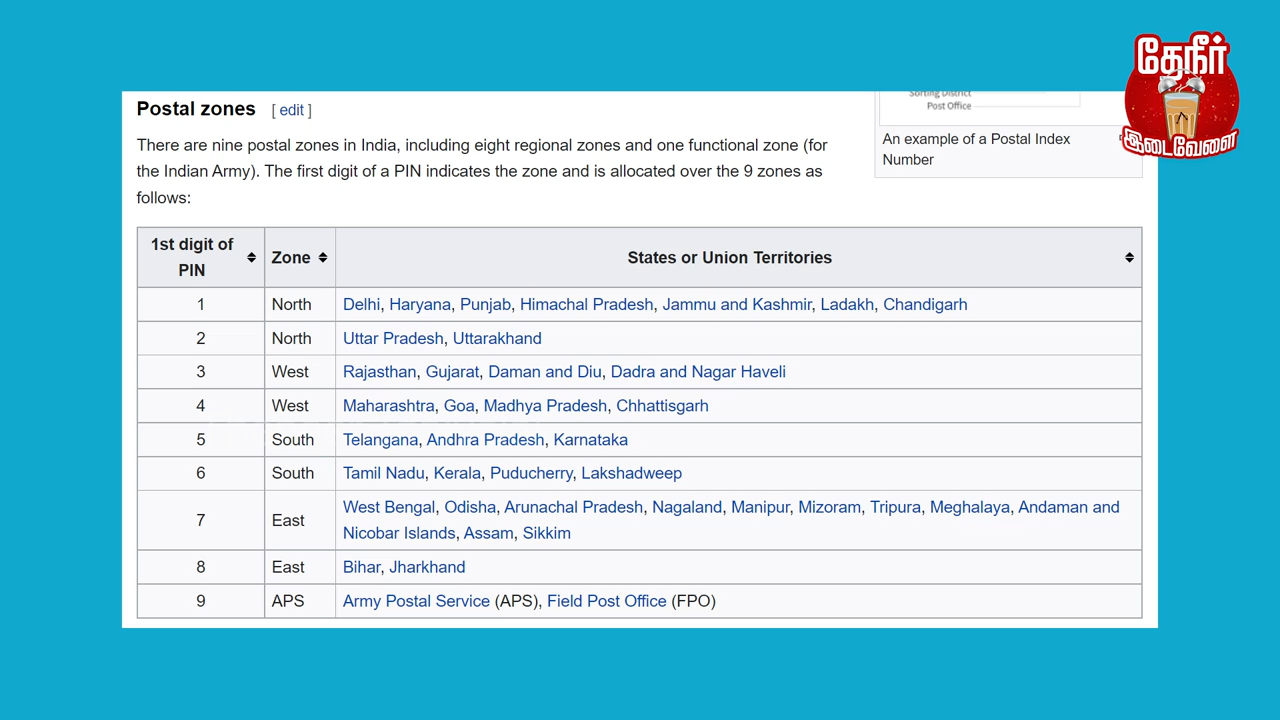 தேநீர்
இடைவேளை
Sorting District
Post Office
An example of a Postal Index
Number
Postal zones [ edit ]
There are nine postal zones in India, including eight regional zones and one functional zone (for
the Indian Army). The first digit of a PIN indicates the zone and is allocated over the 9 zones as
follows:
1st digit of PIN Zone States or Union Territories
1 North Delhi, Haryana, Punjab, Himachal Pradesh, Jammu and Kashmir, Ladakh, Chandigarh
2 North Uttar Pradesh, Uttarakhand
3 West Rajasthan, Gujarat, Daman and Diu, Dadra and Nagar Haveli
4 West Maharashtra, Goa, Madhya Pradesh, Chhattisgarh
5 South Telangana, Andhra Pradesh, Karnataka
6 South Tamil Nadu, Kerala, Puducherry, Lakshadweep
7 East West Bengal, Odisha, Arunachal Pradesh, Nagaland, Manipur, Mizoram, Tripura, Meghalaya, Andaman and
Nicobar Islands, Assam, Sikkim
8 East Bihar, Jharkhand
9 APS Army Postal Service (APS), Field Post Office (FPO)